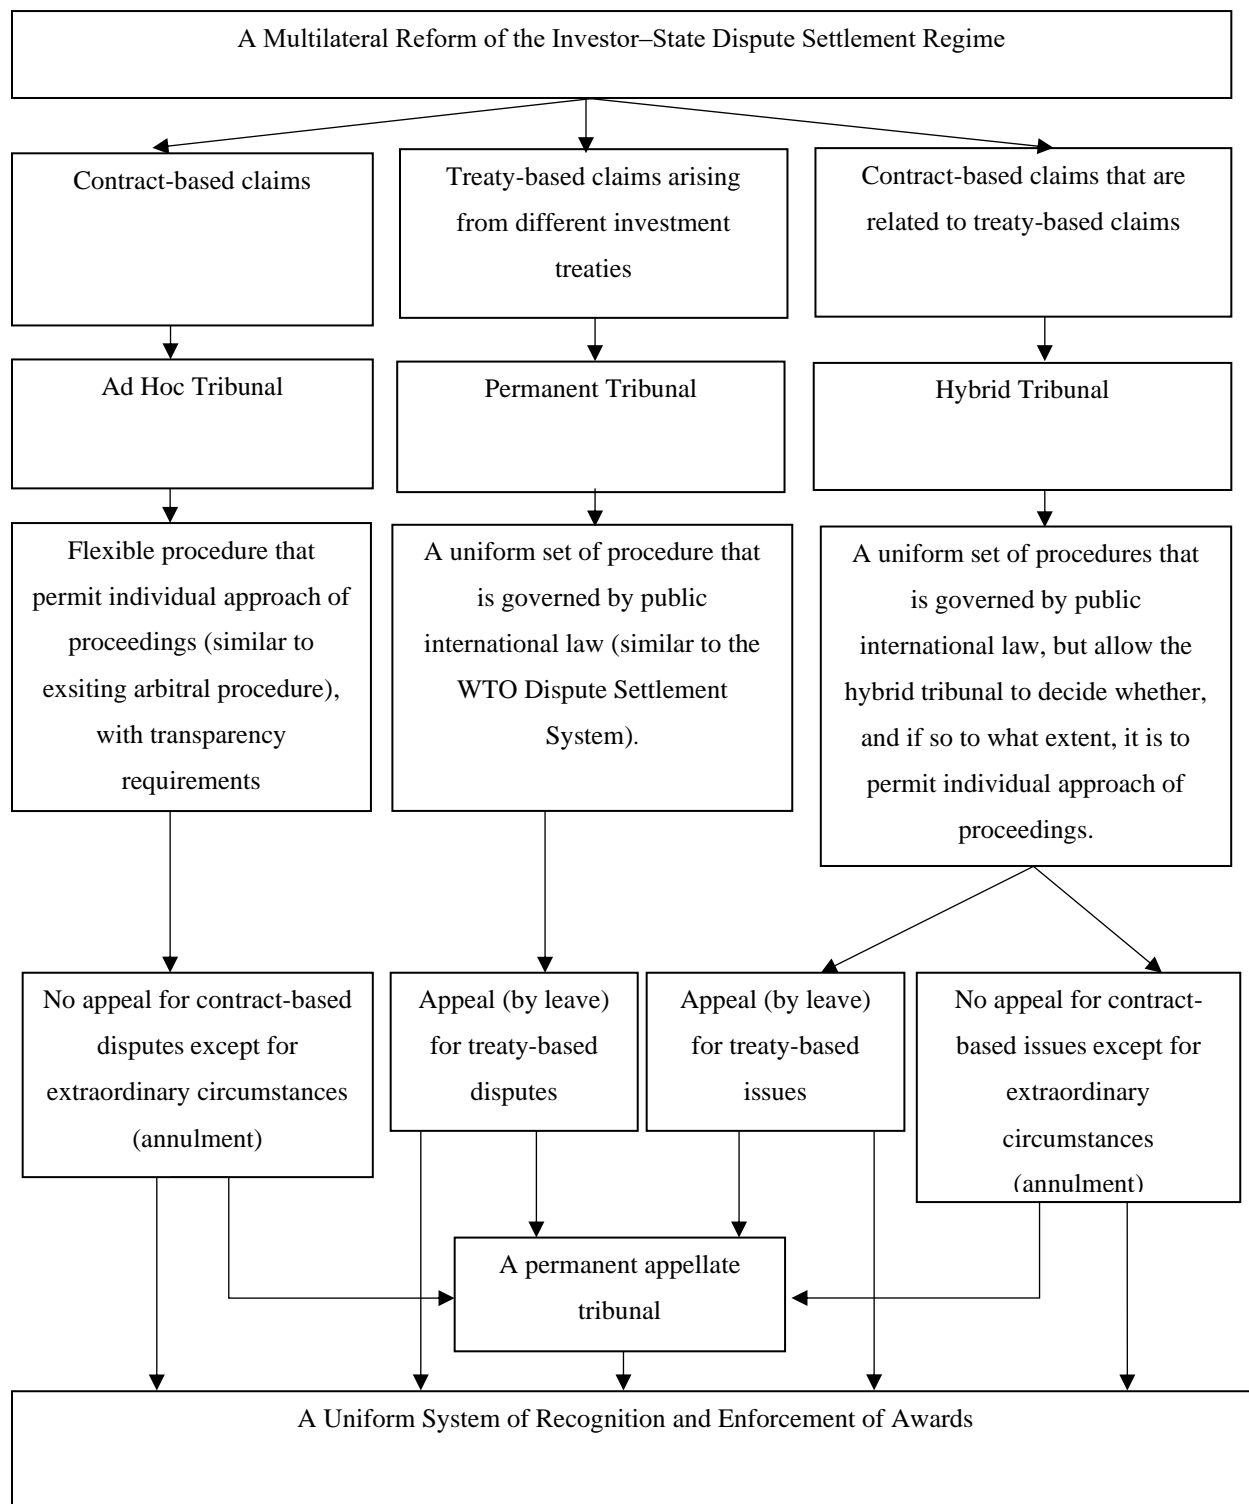 A Multilateral Reform of the Investor–State Dispute Settlement Regime
Contract-based claims
Treaty-based claims arising
from different investment
treaties
Contract-based claims that are
related to treaty-based claims
Ad Hoc Tribunal
Permanent Tribunal
Hybrid Tribunal
Flexible procedure that
permit individual approach of
proceedings (similar to
exsiting arbitral procedure),
with transparency
requirements
A uniform set of procedure that
is governed by public
international law (similar to the
WTO Dispute Settlement
System).
A uniform set of procedures that
is governed by public
international law, but allow the
hybrid tribunal to decide whether,
and if so to what extent, it is to
permit individual approach of
proceedings.
No appeal for contract-based
disputes except for
extraordinary circumstances
(annulment)
Appeal (by leave)
for treaty-based
disputes
Appeal (by leave)
for treaty-based
issues
No appeal for contract-
based issues except for
extraordinary
circumstances
(annulment)
A permanent appellate
tribunal
A Uniform System of Recognition and Enforcement of Awards